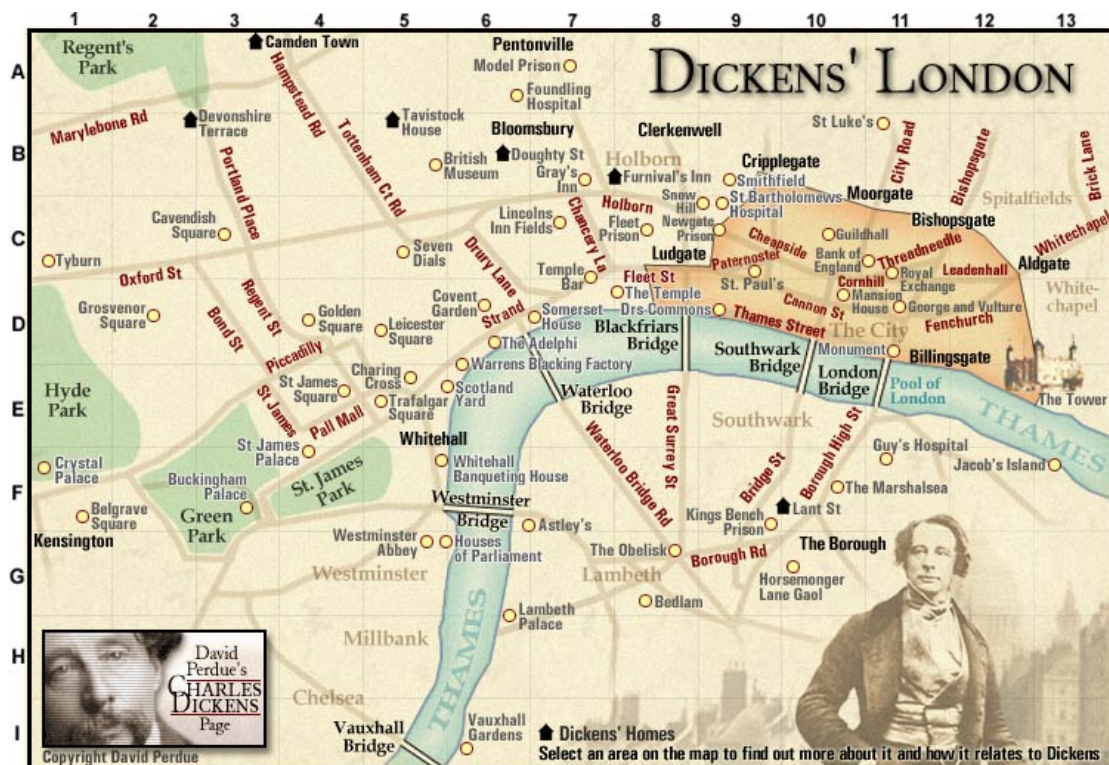 1 2 3 4 5 6 7 8 9 10 11 12 13
A
B
C
D
E
F
G
H
I
DICKENS' LONDON
Regent's
Park
Camden Town
Pentonville
Model Prison
Foundling
Hospital
Hampstead Rd
Marylebone Rd
Devonshire
Terrace
Tavistock
House
Bloomsbury
Doughty St
Clerkenwell
St Luke's
City Road
Bishopsgate
Brick Lane
Tottenham Ct Rd
British
Museum
Gray's
Inn
Holborn
Furnival's Inn
Cripplegate
Smithfield
Moorgate
Spitalfields
Portland Place
Snow
Hill
St Bartholomews
Hospital
Bishopsgate
Cavendish
Square
Lincolns
Inn Fields
Chancery La
Holborn
Fleet
Prison
Newgate
Prison
Cheapside
Guildhall
Whitechapel
Tyburn
Oxford St
Seven
Dials
Drury Lane
Ludgate
Paternoster
Bank of
England
Threadneedle
Aldgate
Temple
Bar
Fleet St
St. Paul's
Cornhill
Royal
Exchange
Leadenhall
White-
chapel
Grosvenor
Square
Bond St
Regent St
Golden
Square
Covent
Garden
Strand
The Temple
Drs Commons
Cannon St
Mansion
House
George and Vulture
Leicester
Square
Somerset
House
Blackfriars
Bridge
Thames Street
The City
Fenchurch
Piccadilly
The Adelphi
Southwark
Bridge
Monument
Billingsgate
Hyde
Park
St James
Square
Charing
Cross
Warrens Blacking Factory
Waterloo
Bridge
London
Bridge
Pool of
London
Scotland
Yard
Trafalgar
Square
The Tower
St James
Pall Mall
Great Surrey St
Southwark
THAMES
St James
Palace
Whitehall
Waterloo Bridge Rd
Bridge St
Borough High St
Guy's Hospital
Crystal
Palace
Buckingham
Palace
St. James
Park
Whitehall
Banqueting House
Jacob's Island
Belgrave
Square
Green
Park
Westminster
Bridge
The Marshalsea
Lant St
Kings Bench
Prison
Kensington
Westminster
Abbey
Houses
of Parliament
Astley's
The Obelisk
Borough Rd
The Borough
Westminster
Lambeth
Horsemonger
Lane Gaol
Bedlam
Lambeth
Palace
Millbank
THAMES
David
Perdue's
CHARLES
DICKENS
Page
Chelsea
Vauxhall
Bridge
Vauxhall
Gardens
Dickens' Homes
Copyright David Perdue
Select an area on the map to find out more about it and how it relates to Dickens